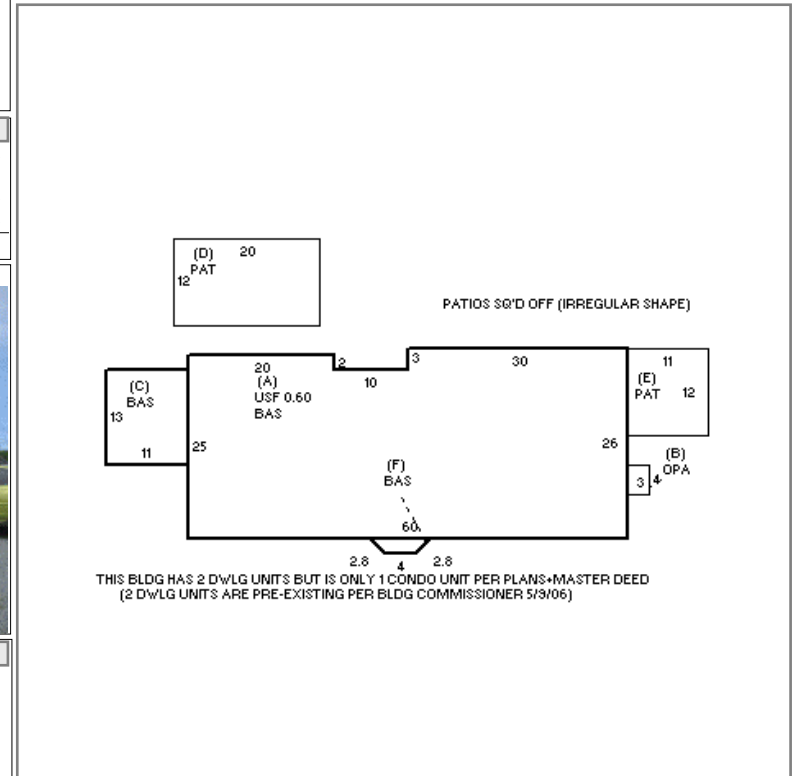 (D)
20
PAT
12
PATIOS SQ'D OFF (IRREGULAR SHAPE)
2
3
30
11
20
10
(A)
USF 0.60
BAS
(C)
BAS
13
11
25
(E)
PAT
12
26
(B)
OPA
3
4
(F)
BAS
60
2.8
4
2.8
THIS BLDG HAS 2 DWLG UNITS BUT IS ONLY 1 CONDO UNIT PER PLANS+MASTER DEED
(2 DWLG UNITS ARE PRE-EXISTING PER BLDG COMMISSIONER 5/9/06)